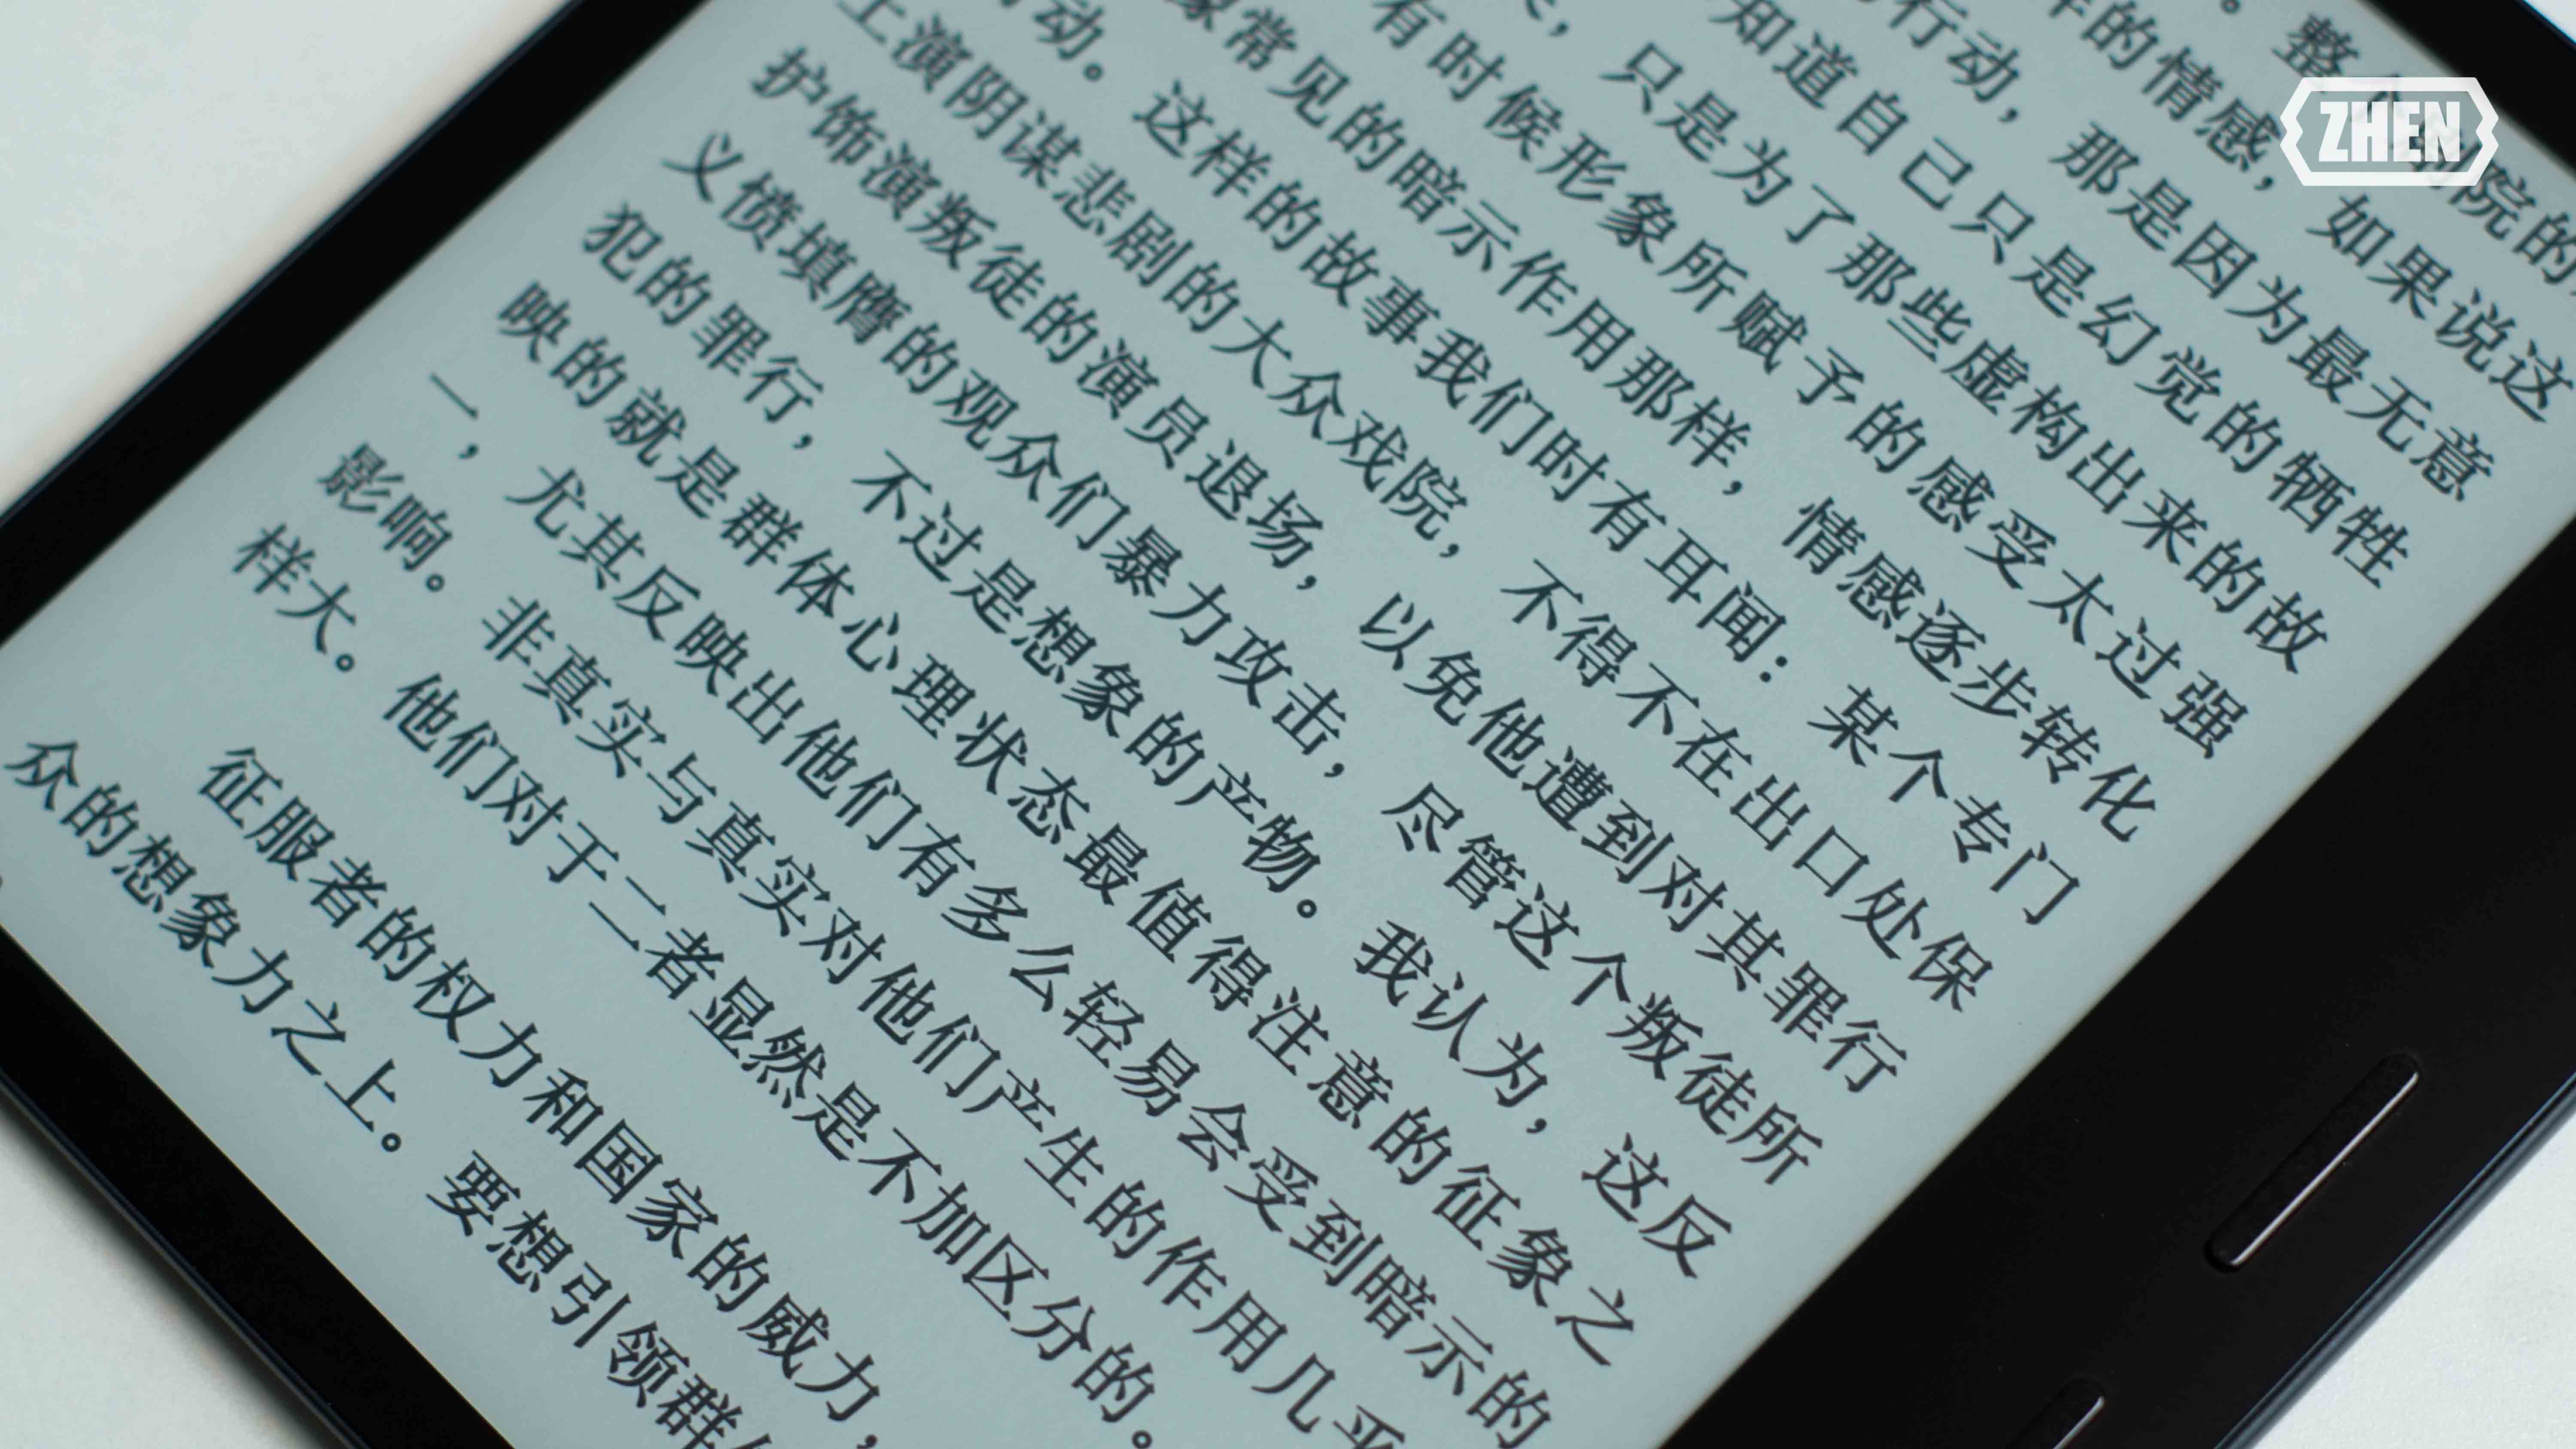 。整个剧院的
的情感，如果说这
行动，那是因为最无意
知道自己只是幻觉的牺牲
，只是为了那些虚构出来的故
有时候形象所赋予的感受太过强
像常见的暗示作用那样，情感逐步转化
动。这样的故事我们时有耳闻：某个专门
上演阴谋悲剧的大众戏院，不得不在出口处保
护饰演叛徒的演员退场，以免他遭到对其罪行
义愤填膺的观众们暴力攻击，尽管这个叛徒所
犯的罪行，不过是想象的产物。我认为，这反
映的就是群体心理状态最值得注意的征象之
一，尤其反映出他们有多么轻易会受到暗示的
影响。非真实与真实对他们产生的作用几乎
样大。他们对于二者显然是不加区分的。
征服者的权力和国家的威力，
众的想象力之上。要想引领群
ZHEN